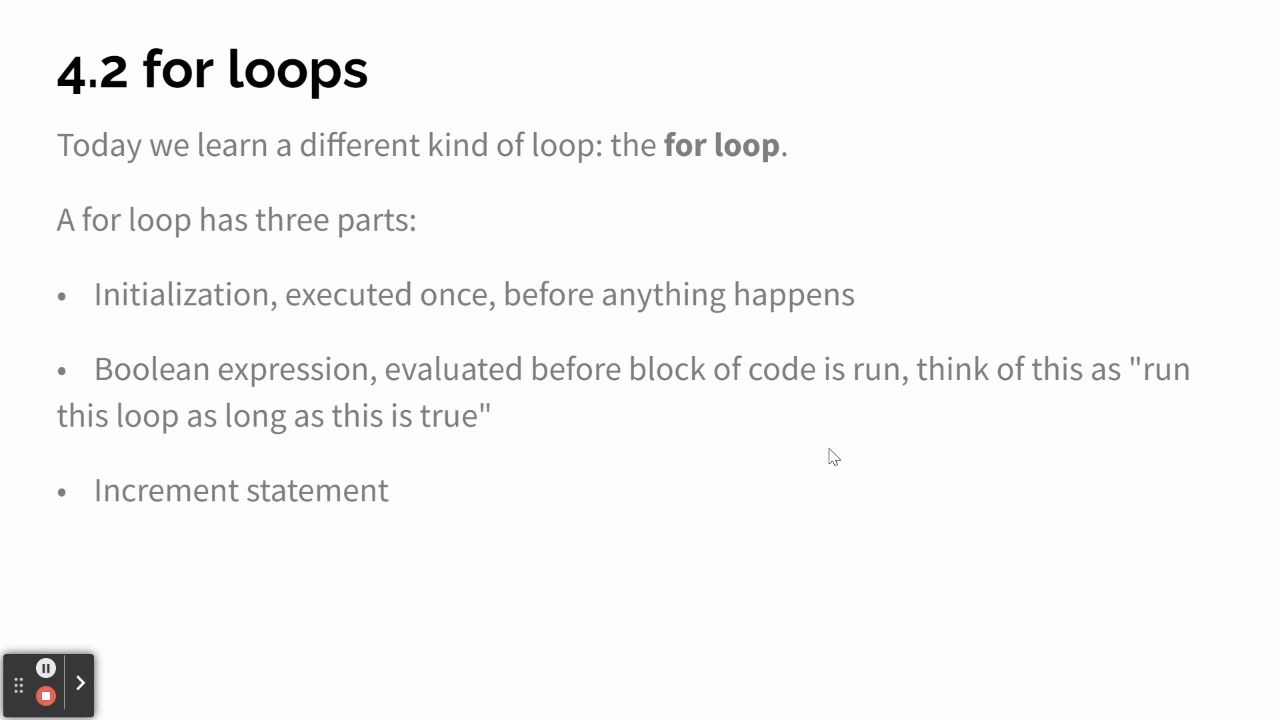 4.2 for loops
Today we learn a different kind of loop: the for loop.
A for loop has three parts:
• Initialization, executed once, before anything happens
• Boolean expression, evaluated before block of code is run, think of this as "run
this loop as long as this is true"
• Increment statement